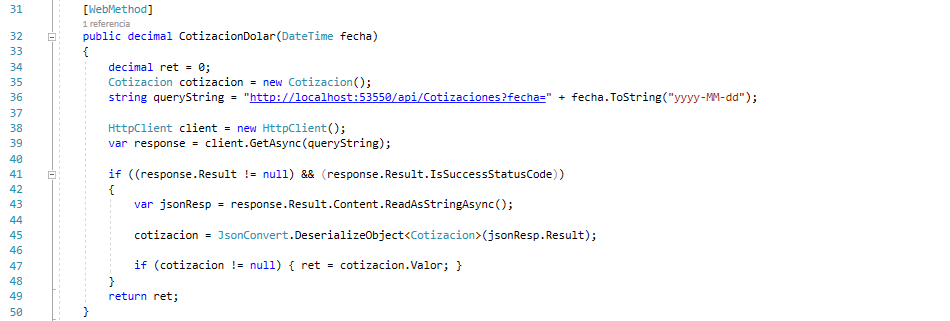 31 [WebMethod]
1 referencia
32 public decimal CotizacionDolar(DateTime fecha)
33 {
34 decimal ret = 0;
35 Cotizacion cotizacion = new Cotizacion();
36 string queryString = "http://localhost:53550/api/Cotizaciones?fecha=" + fecha.ToString("yyyy-MM-dd");
37
38 HttpClient client = new HttpClient();
39 var response = client.GetAsync(queryString);
40
41 if ((response.Result != null) && (response.Result.IsSuccessStatusCode))
42 {
43 var jsonResp = response.Result.Content.ReadAsStringAsync();
44
45 cotizacion = JsonConvert.DeserializeObject<Cotizacion>(jsonResp.Result);
46
47 if (cotizacion != null) { ret = cotizacion.Valor; }
48 }
49 return ret;
50 }